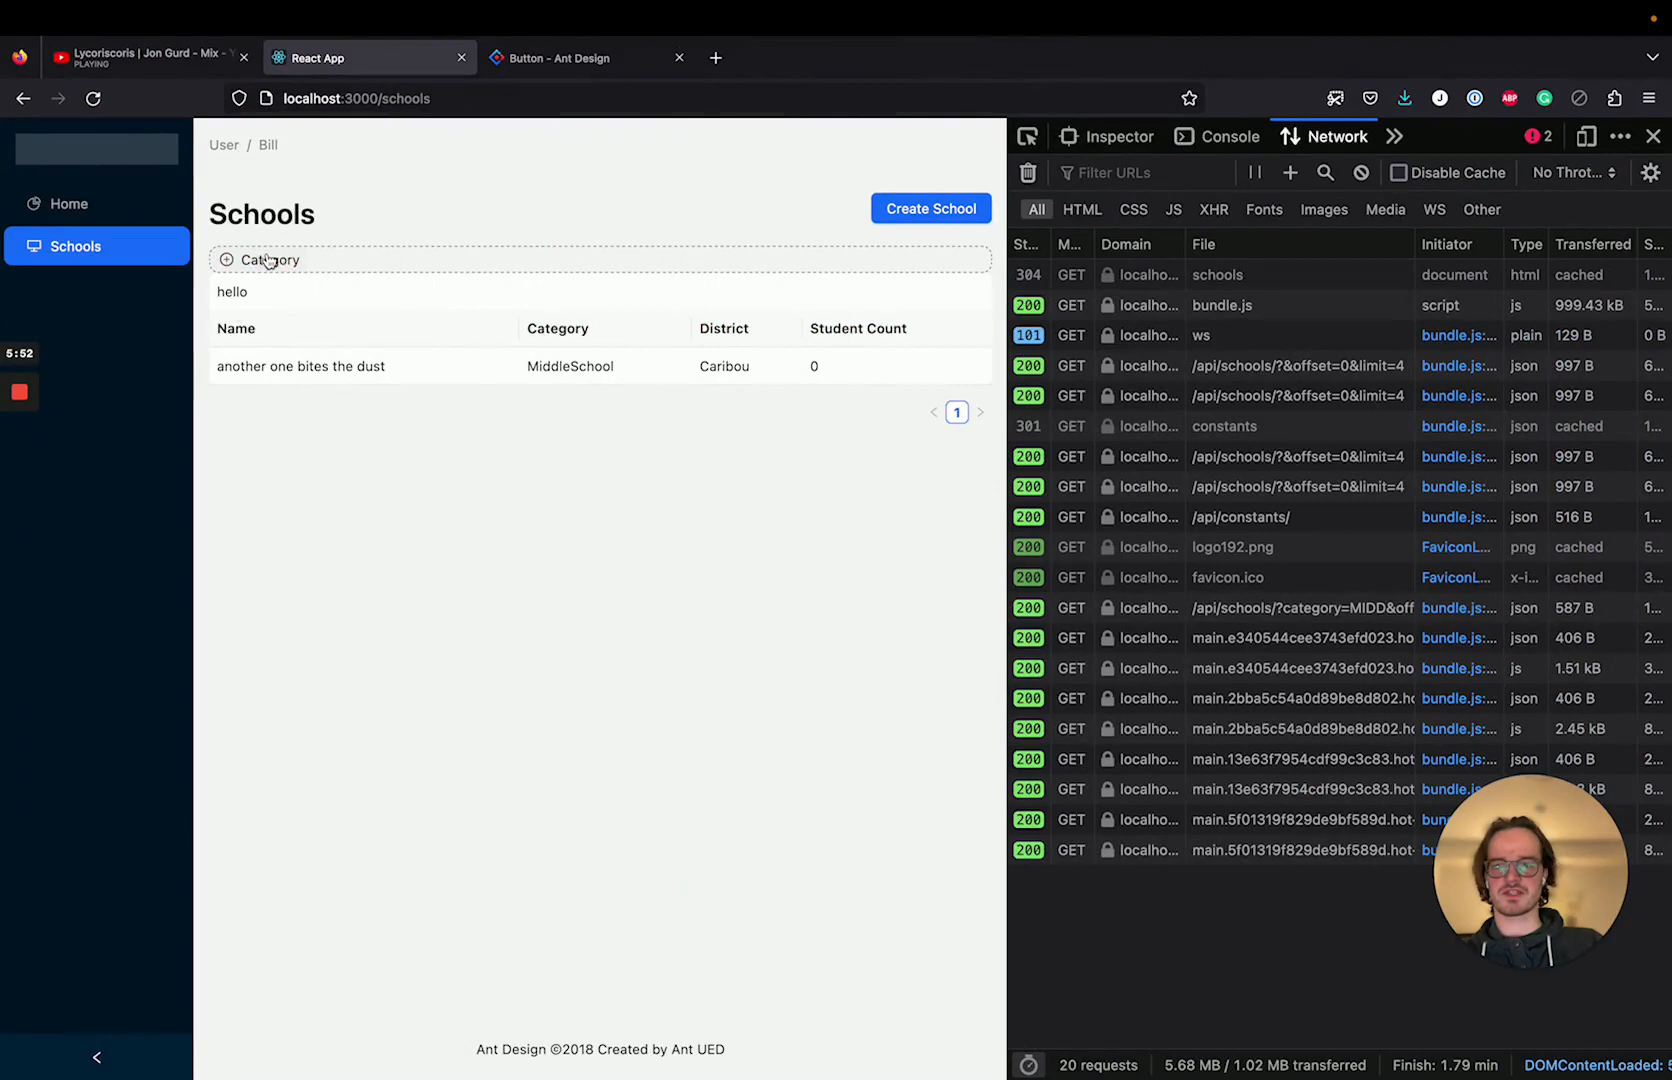 Lycoriscoris | Jon Gurd - Mix - Y
PLAYING
React App
Button - Ant Design
localhost:3000/schools
ABP
Home
Schools
5:52
User / Bill
Schools
Create School
Category
hello
Name Category District Student Count
another one bites the dust MiddleSchool Caribou 0
1
Ant Design ©2018 Created by Ant UED
Inspector Console Network 2
Filter URLs Disable Cache No Throt...
All HTML CSS JS XHR Fonts Images Media WS Other
St... M... Domain File Initiator Type Transferred S...
304 GET localho... schools document html cached 1....
200 GET localho... bundle.js script js 999.43 kB 5...
101 GET localho... ws bundle.js:... plain 129 B 0 B
200 GET localho... /api/schools/?&offset=0&limit=4 bundle.js:... json 997 B 6...
200 GET localho... /api/schools/?&offset=0&limit=4 bundle.js:... json 997 B 6...
301 GET localho... constants bundle.js:... json cached 1...
200 GET localho... /api/schools/?&offset=0&limit=4 bundle.js:... json 997 B 6...
200 GET localho... /api/schools/?&offset=0&limit=4 bundle.js:... json 997 B 6...
200 GET localho... /api/constants/ bundle.js:... json 516 B 1...
200 GET localho... logo192.png FaviconL... png cached 5...
200 GET localho... favicon.ico FaviconL... x-i... cached 3...
200 GET localho... /api/schools/?category=MIDD&off bundle.js:... json 587 B 1...
200 GET localho... main.e340544cee3743efd023.ho bundle.js:... json 406 B 2...
200 GET localho... main.e340544cee3743efd023.ho bundle.js:... js 1.51 kB 3...
200 GET localho... main.2bba5c54a0d89be8d802.hc bundle.js:... json 406 B 2...
200 GET localho... main.2bba5c54a0d89be8d802.hc bundle.js:... js 2.45 kB 8...
200 GET localho... main.13e63f7954cdf99c3c83.hot bundle.js:... json 406 B 2...
200 GET localho... main.13e63f7954cdf99c3c83.hot bundle.js:... kB 8...
200 GET localho... main.5f01319f829de9bf589d.hot- 2...
200 GET localho... main.5f01319f829de9bf589d.hot- 8...
20 requests 5.68 MB / 1.02 MB transferred Finish: 1.79 min DOMContentLoaded: